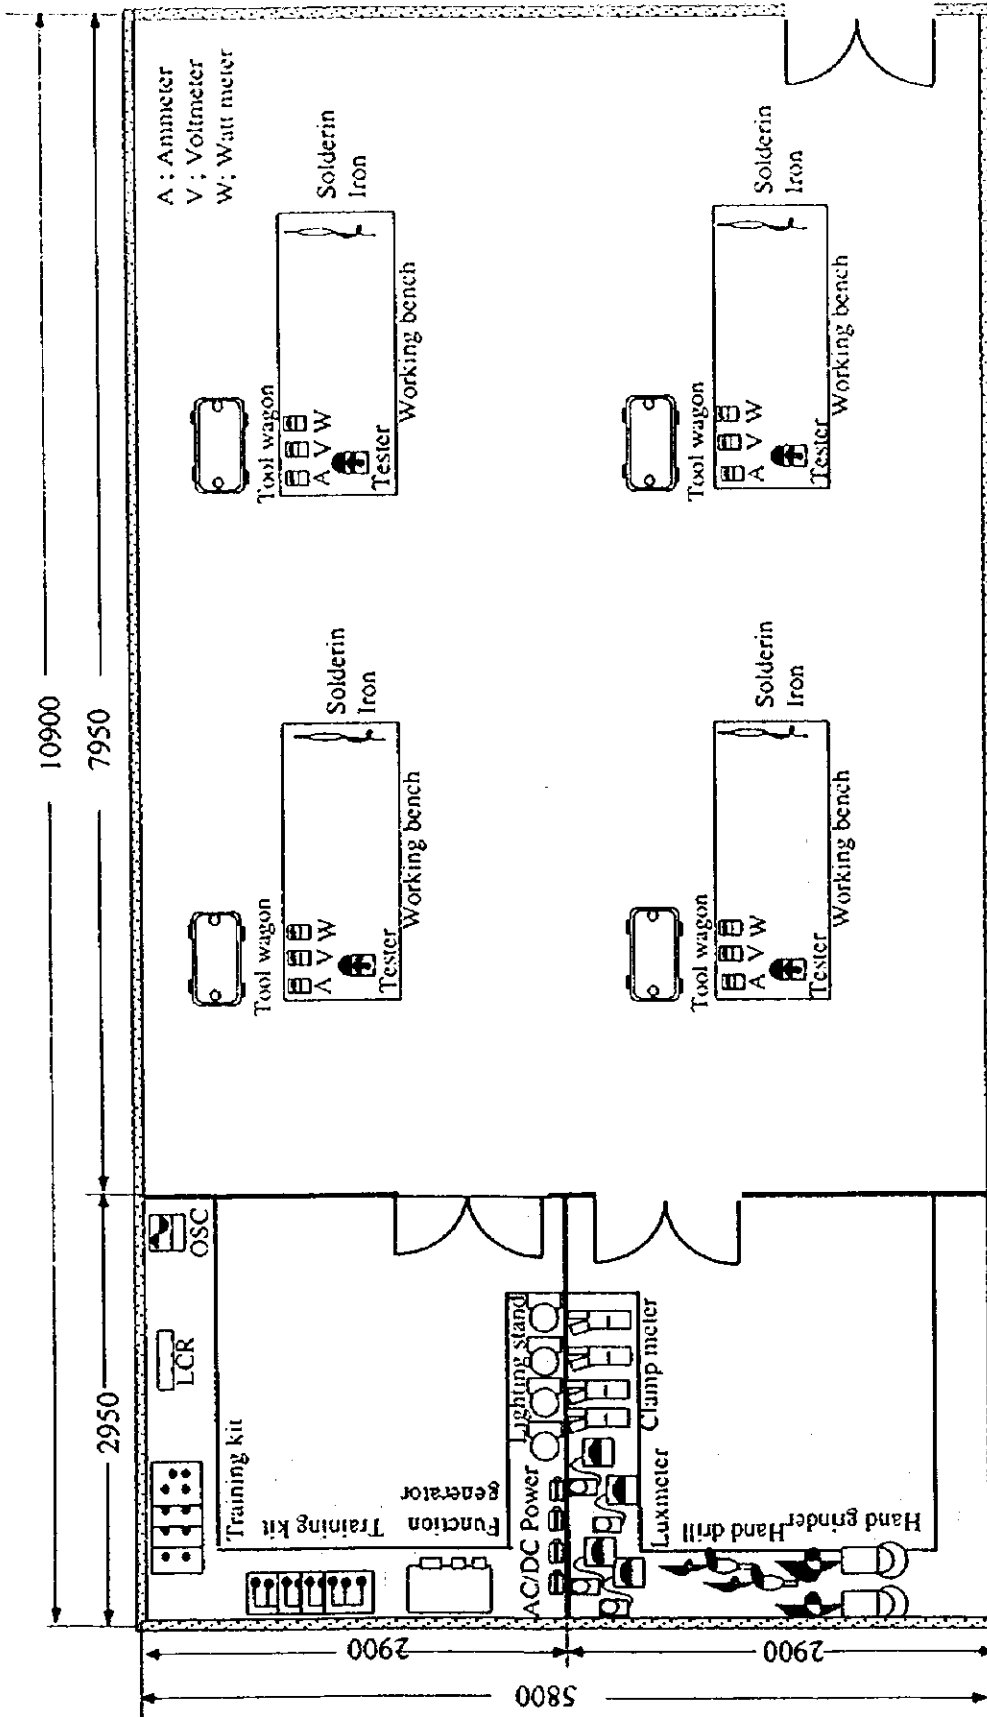 10900
7950
2950
A ; Ammeter
V ; Voltmeter
W; Watt meter
Tool wagon
A V W
Tester
Working bench
Solderin
Iron
Tool wagon
A V W
Tester
Working bench
Solderin
Iron
Tool wagon
A V W
Tester
Working bench
Solderin
Iron
Tool wagon
A V W
Tester
Working bench
Solderin
Iron
OSC
LCR
Training kit
Training kit
Function
generator
Lighting stand
AC/DC Power
Clamp meter
Luxmeter
Hand drill
Hand grinder
2900
2900
5800